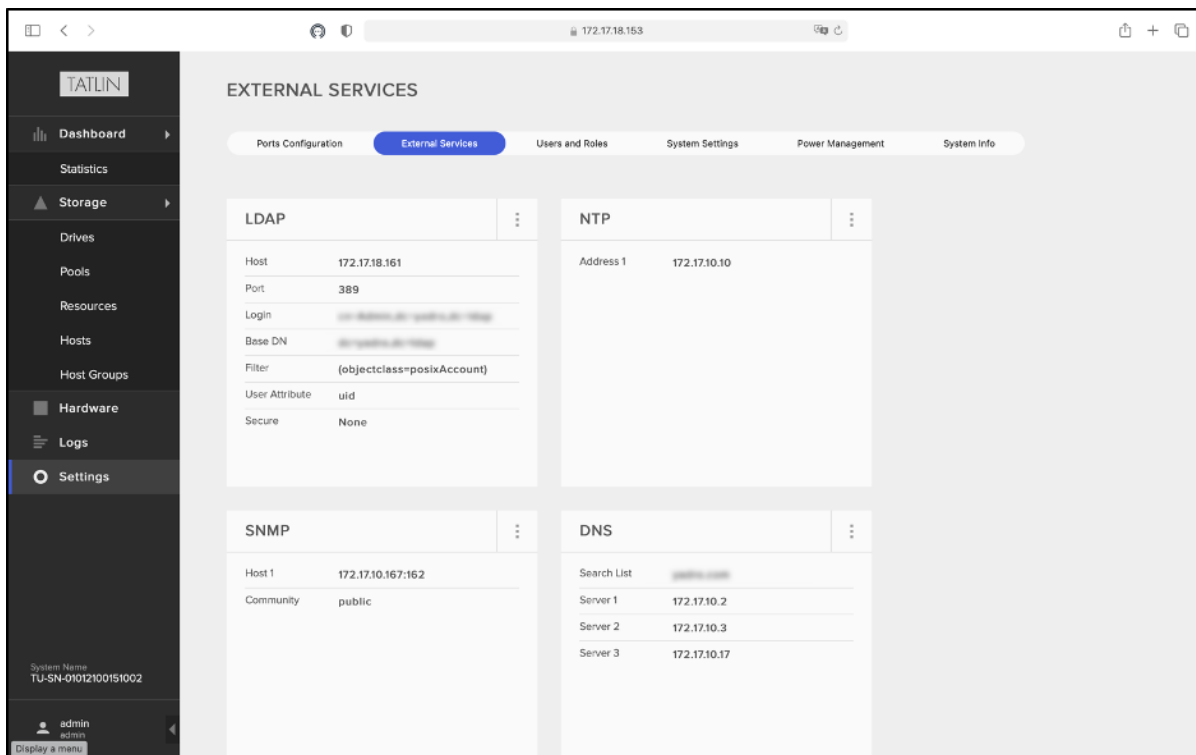 172.17.18.153
TATLIN
EXTERNAL SERVICES
Dashboard
Statistics
Storage
Drives
Pools
Resources
Hosts
Host Groups
Hardware
Logs
Settings
System Name
TU-SN-01012100151002
admin
admin
Display a menu
Ports Configuration External Services Users and Roles System Settings Power Management System Info
LDAP
Host 172.17.18.161
Port 389
Login
Base DN
Filter (objectclass=posixAccount)
User Attribute uid
Secure None
NTP
Address 1 172.17.10.10
SNMP
Host 1 172.17.10.167:162
Community public
DNS
Search List
Server 1 172.17.10.2
Server 2 172.17.10.3
Server 3 172.17.10.17